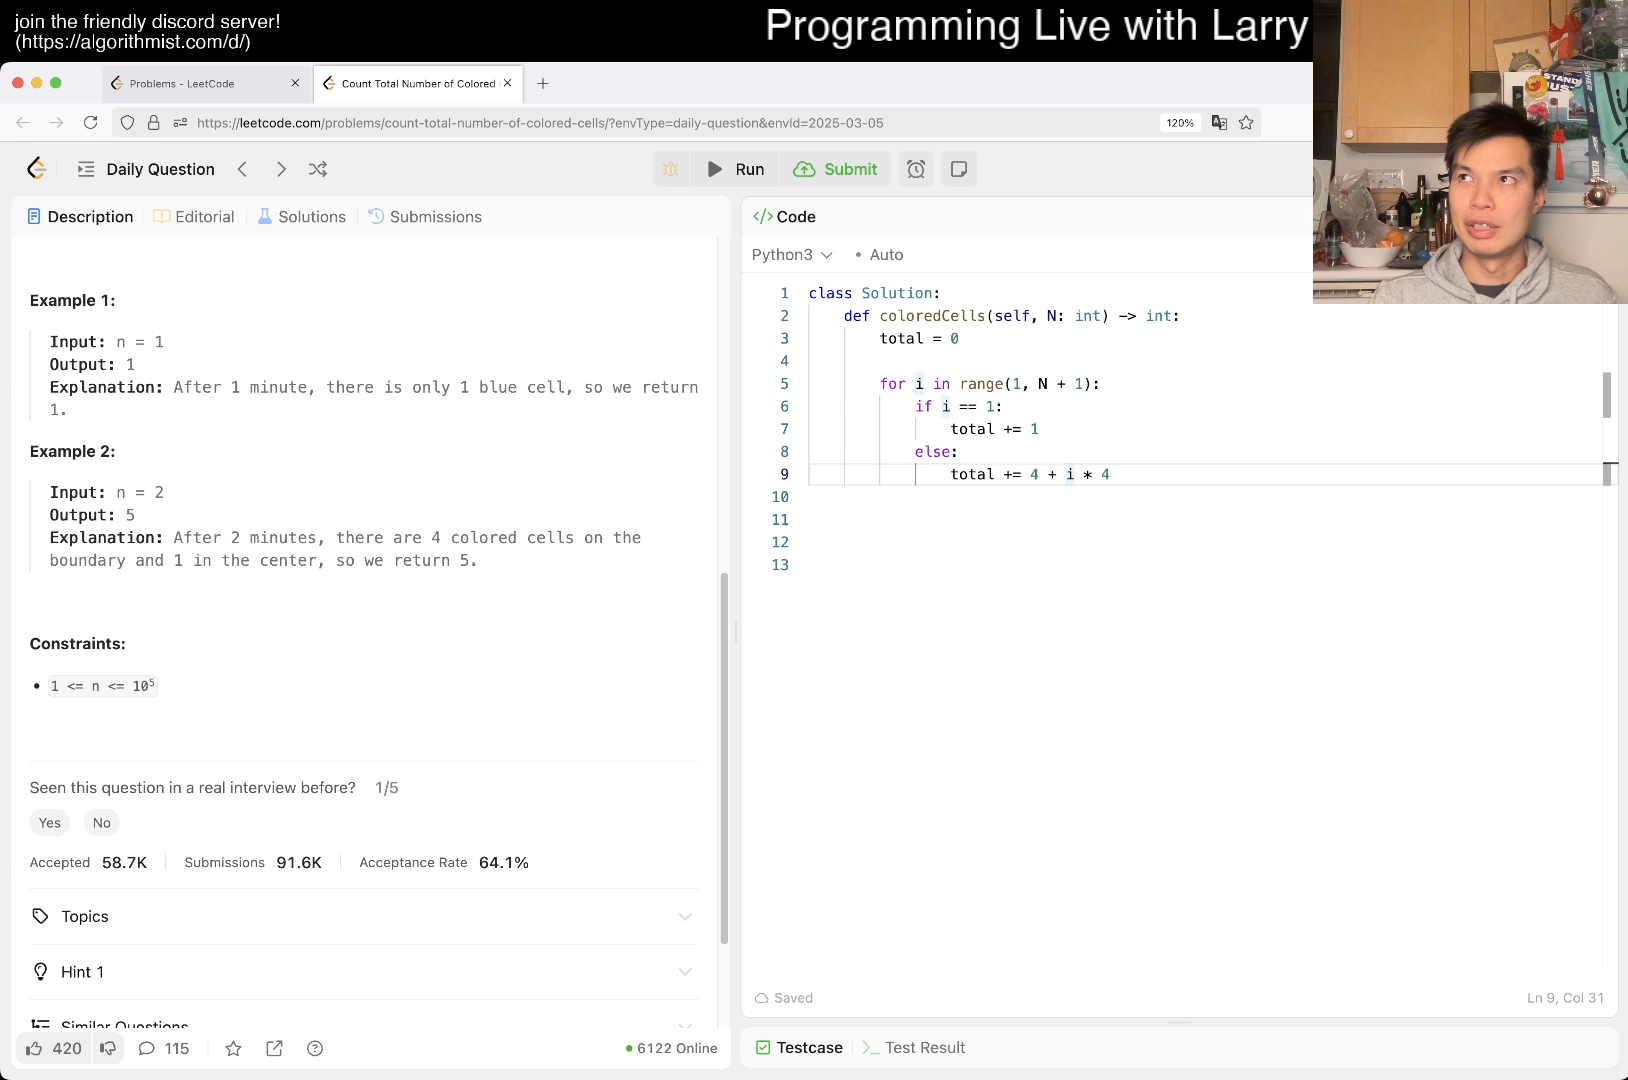 join the friendly discord server!
(https://algorithmist.com/d/)
Programming Live with Larry
Problems - LeetCode
Count Total Number of Colored
https://leetcode.com/problems/count-total-number-of-colored-cells/?envType=daily-question&envId=2025-03-05
120%
Daily Question
Run
Submit
Description
Editorial
Solutions
Submissions
Example 1:
Input: n = 1
Output: 1
Explanation: After 1 minute, there is only 1 blue cell, so we return
1.
Example 2:
Input: n = 2
Output: 5
Explanation: After 2 minutes, there are 4 colored cells on the
boundary and 1 in the center, so we return 5.
Constraints:
• 1 <= n <= 10⁵
Seen this question in a real interview before? 1/5
Yes No
Accepted 58.7K Submissions 91.6K Acceptance Rate 64.1%
Topics
Hint 1
Similar Questions
420
115
6122 Online
</> Code
Python3 • Auto
1 class Solution:
2 def coloredCells(self, N: int) -> int:
3 total = 0
4
5 for i in range(1, N + 1):
6 if i == 1:
7 total += 1
8 else:
9 total += 4 + i * 4
10
11
12
13
Saved
Ln 9, Col 31
Testcase
Test Result
STAND